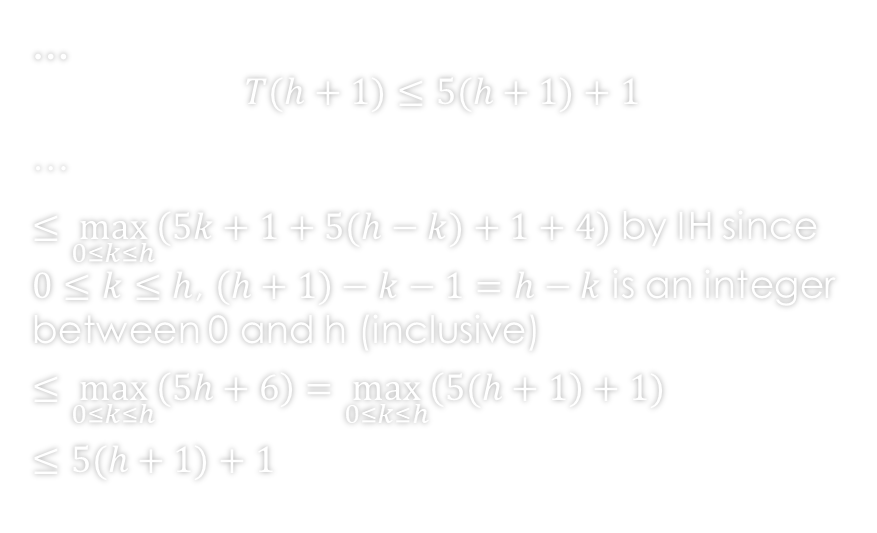 ...
T(h + 1) ≤ 5(h + 1) + 1
...
≤ max 0≤k≤h (5k + 1 + 5(h − k) + 1 + 4) by IH since
0 ≤ k ≤ h, (h + 1) − k − 1 = h − k is an integer
between 0 and h (inclusive)
≤ max 0≤k≤h (5h + 6) = max 0≤k≤h (5(h + 1) + 1)
≤ 5(h + 1) + 1